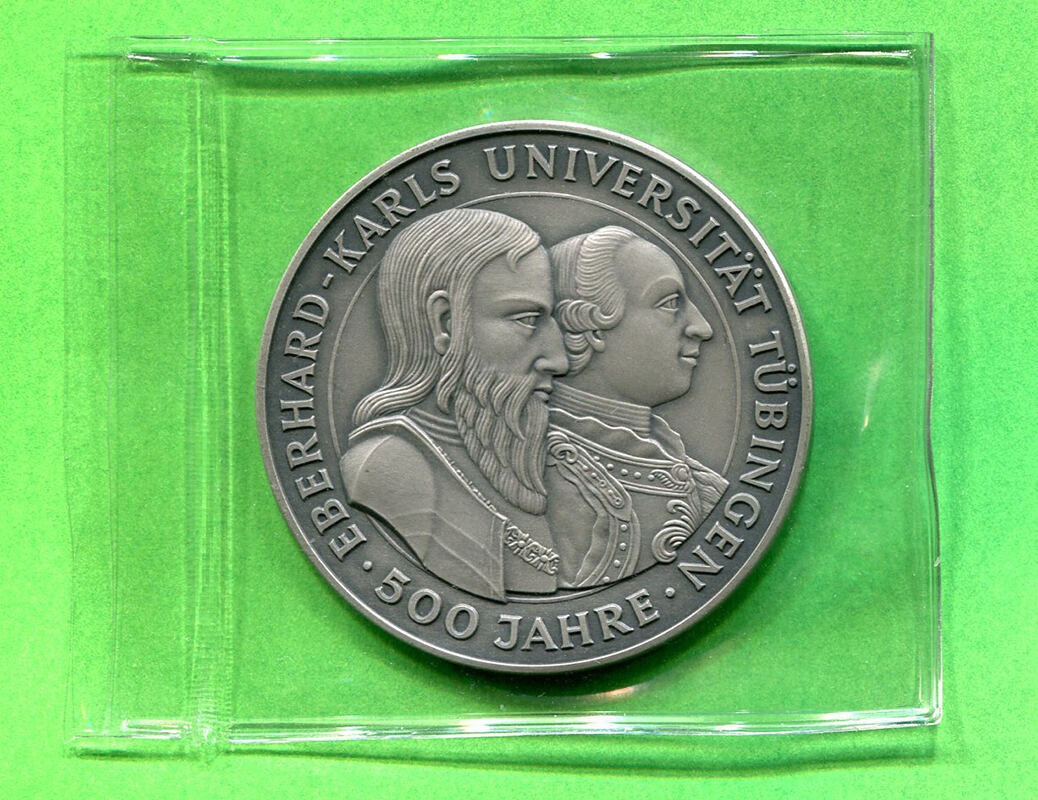 EBERHARD-KARLS UNIVERSITÄT TÜBINGEN
· 500 JAHRE ·